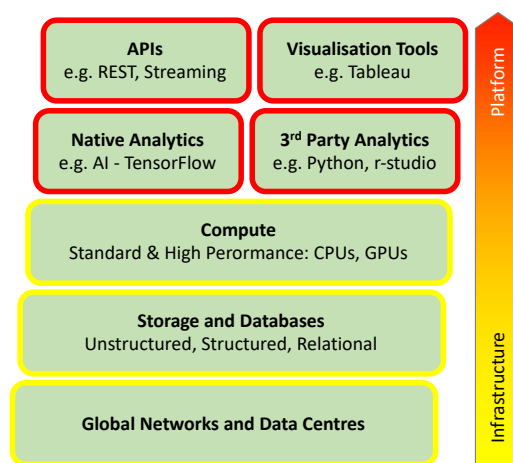 APIs
e.g. REST, Streaming
Visualisation Tools
e.g. Tableau
Native Analytics
e.g. AI - TensorFlow
3rd Party Analytics
e.g. Python, r-studio
Compute
Standard & High Perormance: CPUs, GPUs
Storage and Databases
Unstructured, Structured, Relational
Global Networks and Data Centres
Platform
Infrastructure